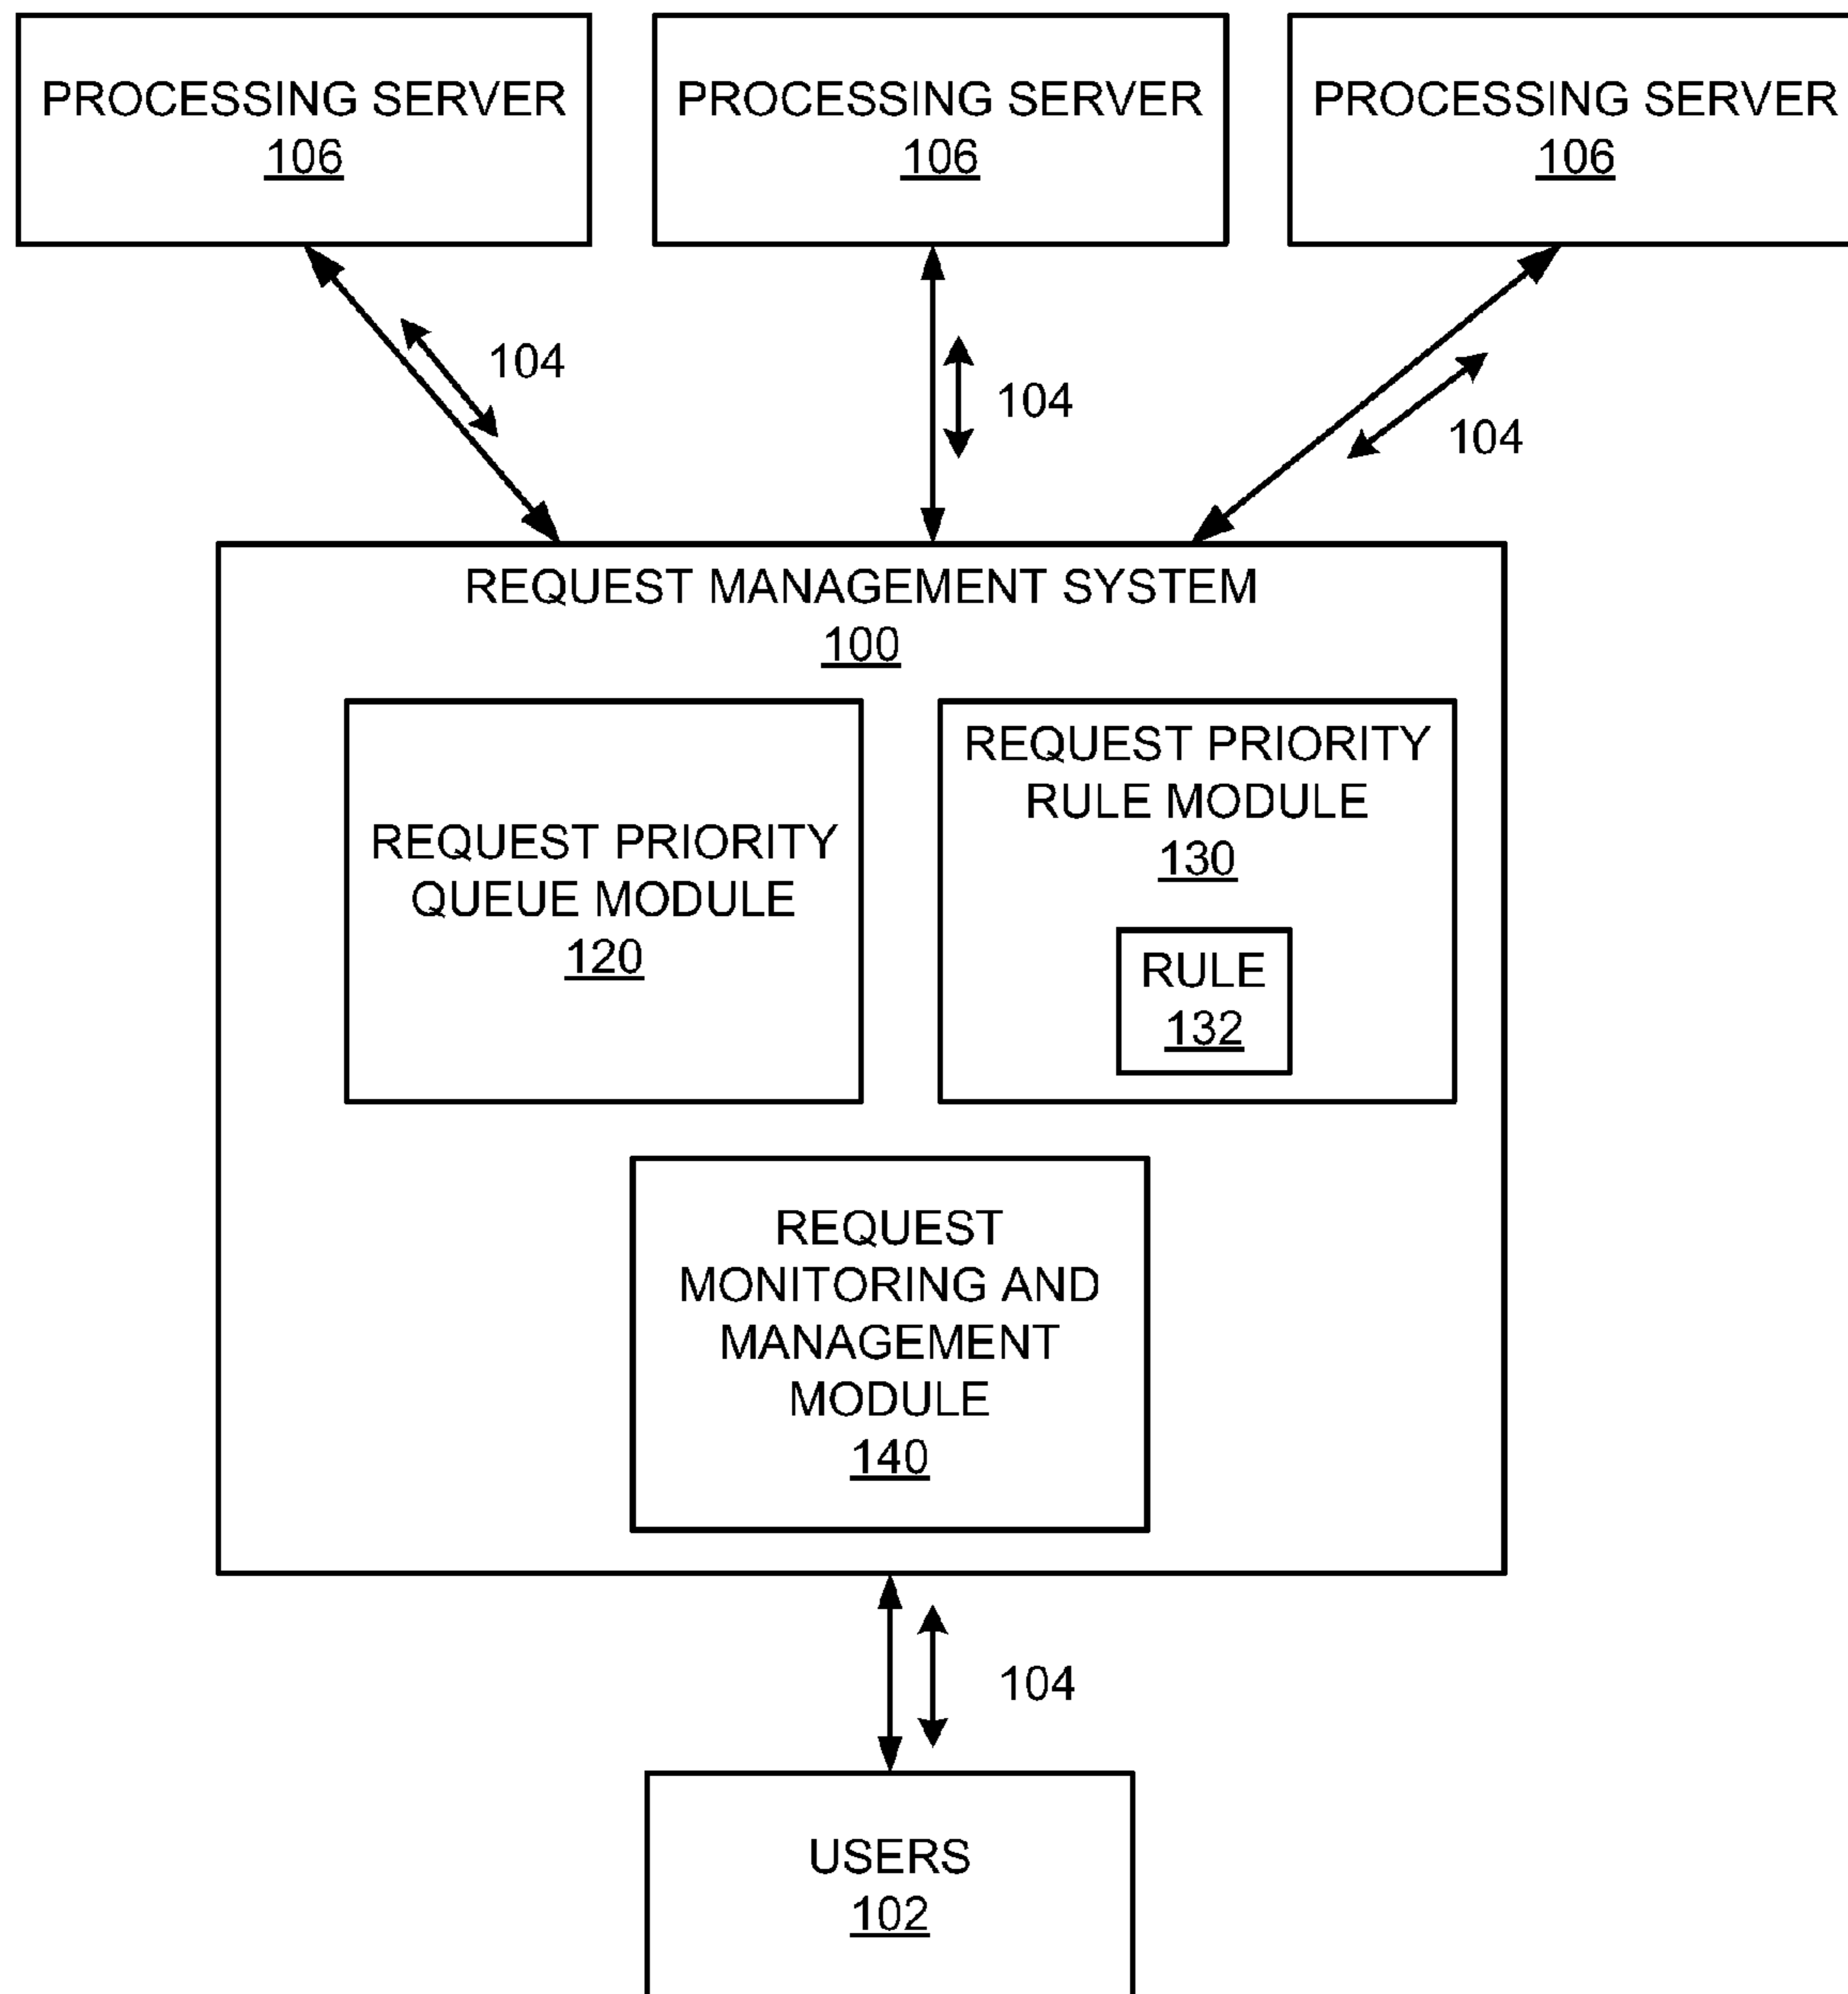 PROCESSING SERVER
106
PROCESSING SERVER
106
PROCESSING SERVER
106
104
104
104
REQUEST MANAGEMENT SYSTEM
100
REQUEST PRIORITY
QUEUE MODULE
120
REQUEST PRIORITY
RULE MODULE
130
RULE
132
REQUEST
MONITORING AND
MANAGEMENT
MODULE
140
104
USERS
102